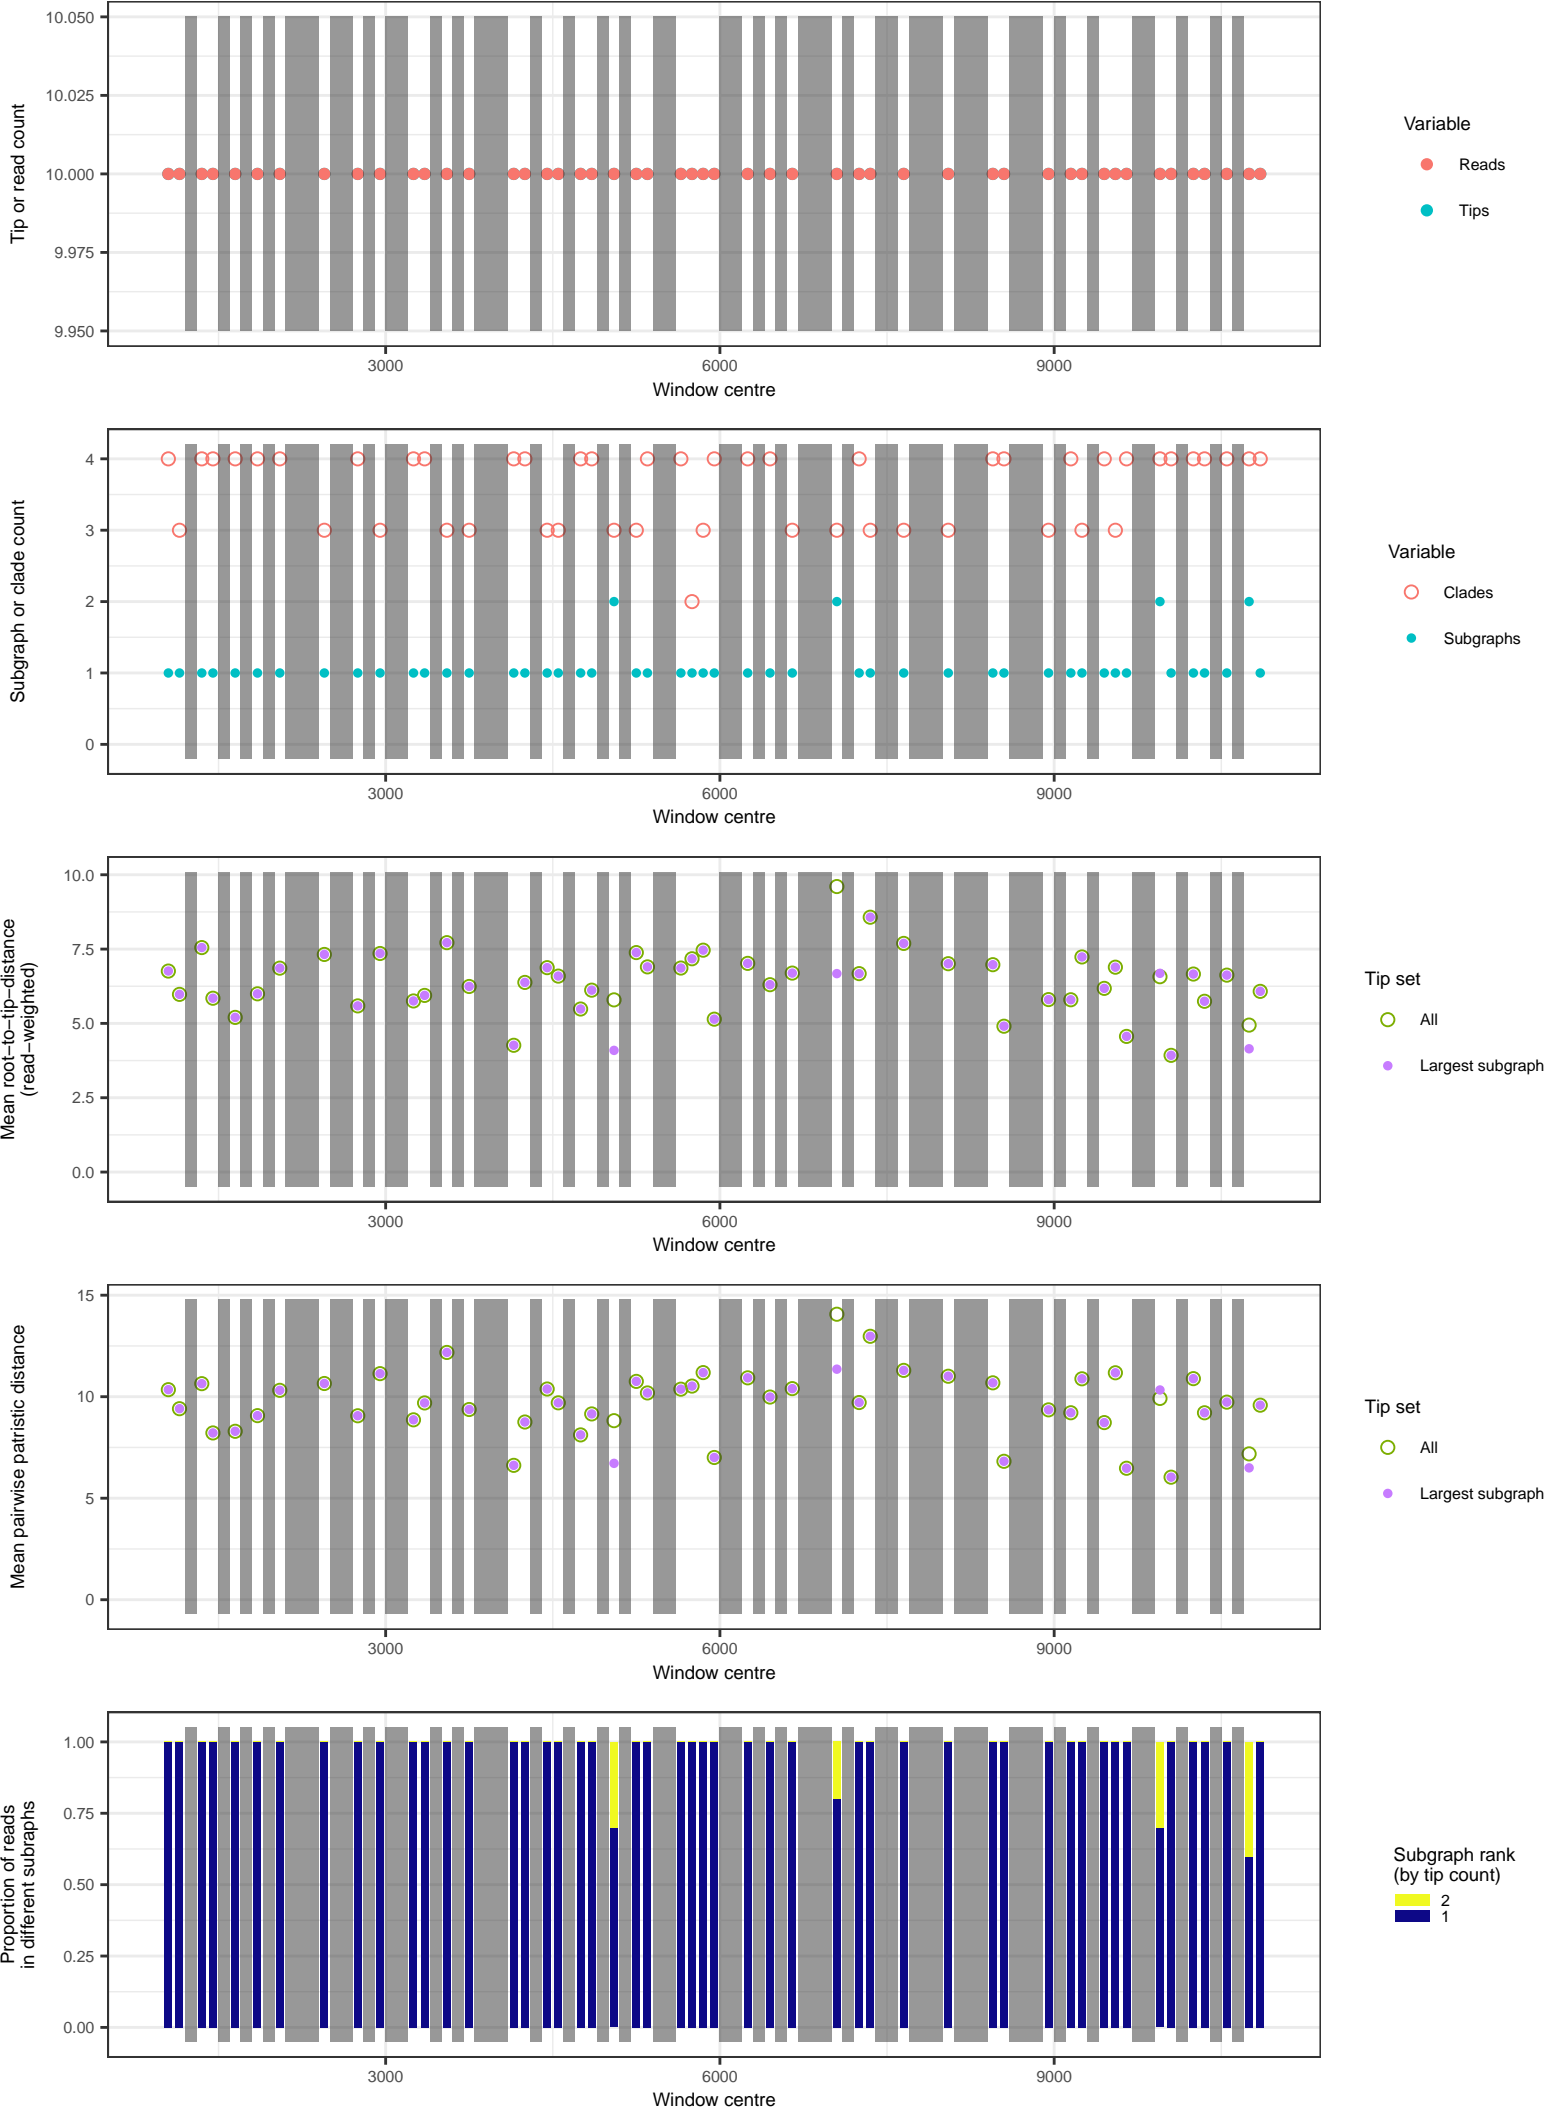 10.050
10.025
10.000
9.975
9.950
Tip or read count
3000
6000
9000
Window centre
Variable
Reads
Tips
4
3
2
1
0
Subgraph or clade count
3000
6000
9000
Window centre
Variable
Clades
Subgraphs
10.0
7.5
5.0
2.5
0.0
Mean root−to−tip−distance
(read−weighted)
3000
6000
9000
Window centre
Tip set
All
Largest subgraph
15
10
5
0
Mean pairwise patristic distance
3000
6000
9000
Window centre
Tip set
All
Largest subgraph
1.00
0.75
0.50
0.25
0.00
Proportion of reads
in different subraphs
3000
6000
9000
Window centre
Subgraph rank
(by tip count)
2
1